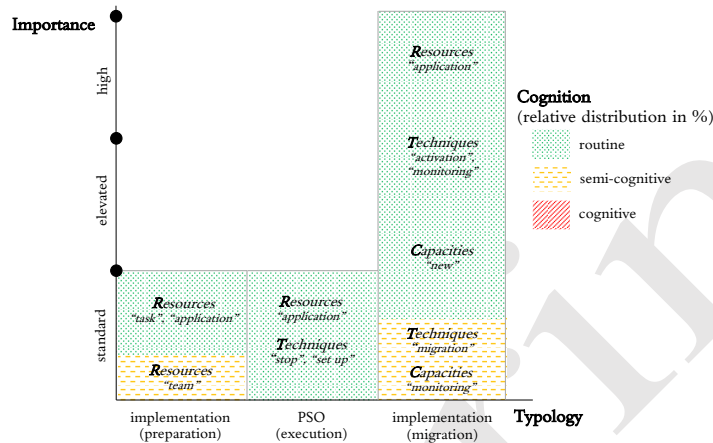 Importance
high
elevated
standard
Resources
“application”
Techniques
“activation”,
“monitoring”
Capacities
“new”
Techniques
“migration”
Capacities
“monitoring”
Resources
“task”, “application”
Resources
“team”
Resources
“application”
Techniques
“stop”, “set up”
Cognition
(relative distribution in %)
routine
semi-cognitive
cognitive
implementation
(preparation)
PSO
(execution)
implementation
(migration)
Typology
rin